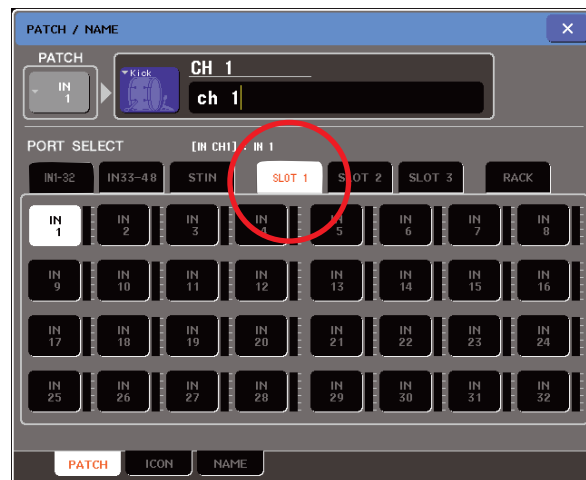 PATCH / NAME
PATCH
IN 1
Kick
CH 1
ch 1
PORT SELECT [IN CH1] : IN 1
IN1-32 IN33-48 STIN SLOT 1 SLOT 2 SLOT 3 RACK
IN 1 IN 2 IN 3 IN 4 IN 5 IN 6 IN 7 IN 8
IN 9 IN 10 IN 11 IN 12 IN 13 IN 14 IN 15 IN 16
IN 17 IN 18 IN 19 IN 20 IN 21 IN 22 IN 23 IN 24
IN 25 IN 26 IN 27 IN 28 IN 29 IN 30 IN 31 IN 32
PATCH ICON NAME